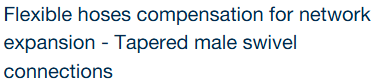 Flexible hoses compensation for network
expansion - Tapered male swivel
connections